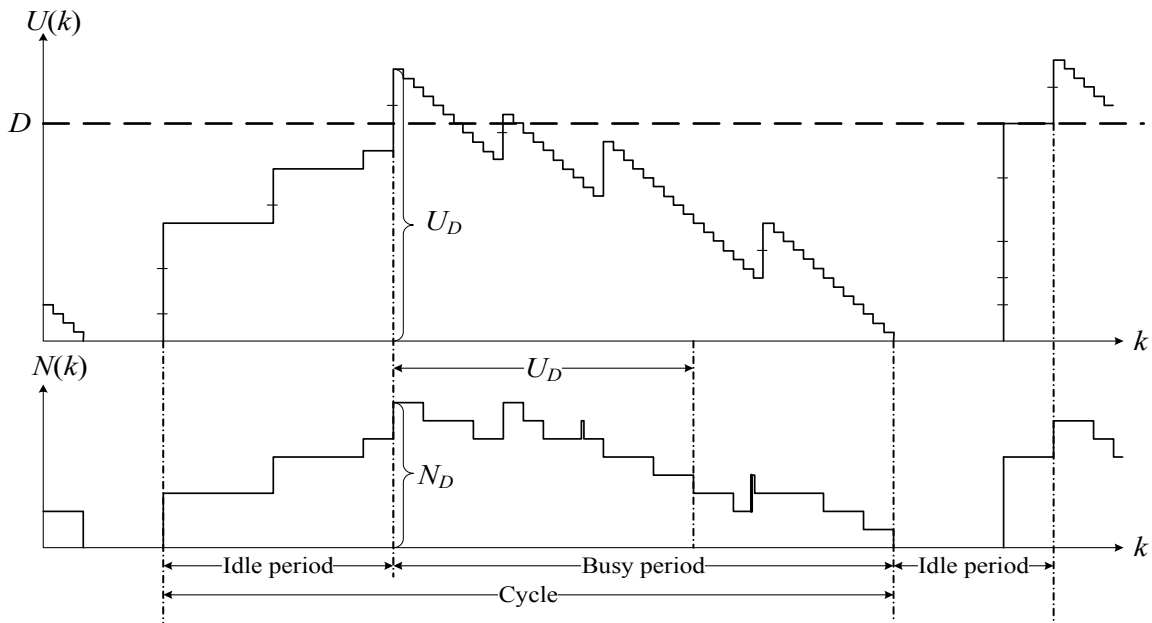 U(k)
D
U_D
k
N(k)
U_D
N_D
k
Idle period
Busy period
Idle period
Cycle